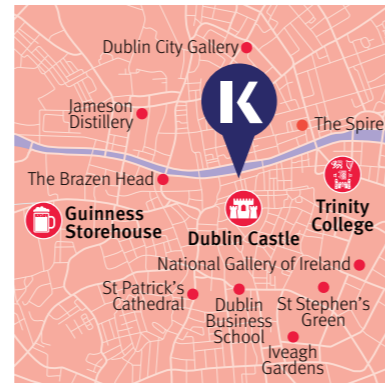 Dublin City Gallery
K
Jameson
Distillery
The Spire
The Brazen Head
Guinness
Storehouse
Dublin Castle
Trinity
College
National Gallery of Ireland
St Patrick's
Cathedral
Dublin
Business
School
St Stephen's
Green
Iveagh
Gardens